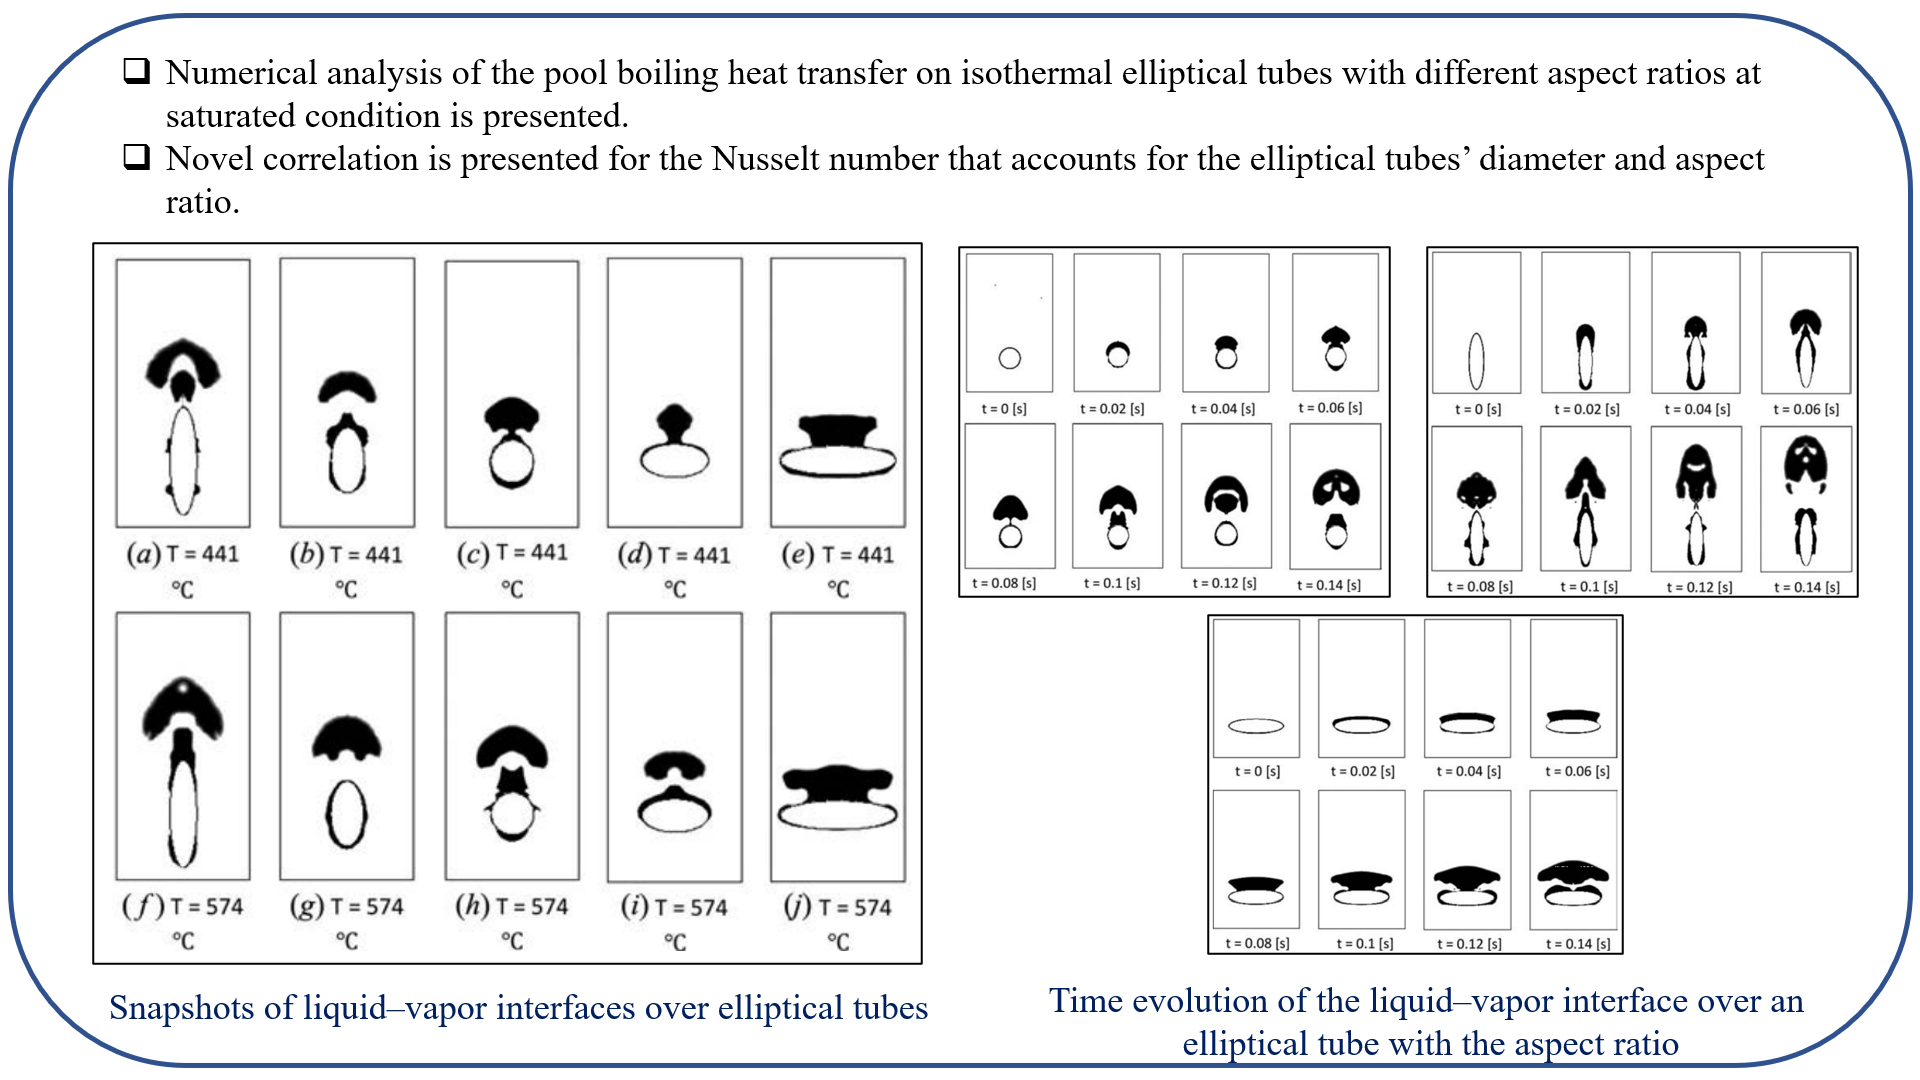 Numerical analysis of the pool boiling heat transfer on isothermal elliptical tubes with different aspect ratios at
saturated condition is presented.
Novel correlation is presented for the Nusselt number that accounts for the elliptical tubes’ diameter and aspect
ratio.
(a) T = 441 °C
(b) T = 441 °C
(c) T = 441 °C
(d) T = 441 °C
(e) T = 441 °C
(f) T = 574 °C
(g) T = 574 °C
(h) T = 574 °C
(i) T = 574 °C
(j) T = 574 °C
Snapshots of liquid–vapor interfaces over elliptical tubes
t = 0 [s] t = 0.02 [s] t = 0.04 [s] t = 0.06 [s]
t = 0.08 [s] t = 0.1 [s] t = 0.12 [s] t = 0.14 [s]
t = 0 [s] t = 0.02 [s] t = 0.04 [s] t = 0.06 [s]
t = 0.08 [s] t = 0.1 [s] t = 0.12 [s] t = 0.14 [s]
t = 0 [s] t = 0.02 [s] t = 0.04 [s] t = 0.06 [s]
t = 0.08 [s] t = 0.1 [s] t = 0.12 [s] t = 0.14 [s]
Time evolution of the liquid–vapor interface over an
elliptical tube with the aspect ratio